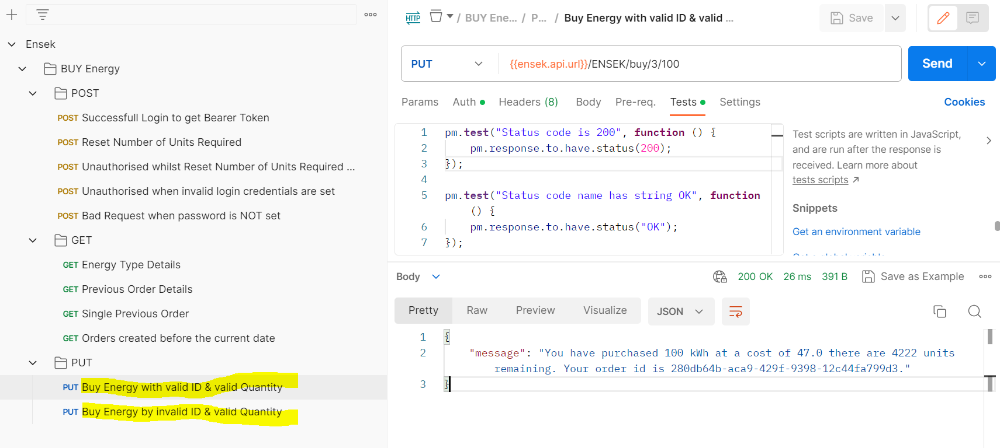 Ensek
BUY Energy
POST
POST Successfull Login to get Bearer Token
POST Reset Number of Units Required
POST Unauthorised whilst Reset Number of Units Required ...
POST Unauthorised when invalid login credentials are set
POST Bad Request when password is NOT set
GET
GET Energy Type Details
GET Previous Order Details
GET Single Previous Order
GET Orders created before the current date
PUT
PUT Buy Energy with valid ID & valid Quantity
PUT Buy Energy by invalid ID & valid Quantity
HTTP / BUY Ene... / P... / Buy Energy with valid ID & valid ... Save
PUT {{ensek.api.url}}/ENSEK/buy/3/100 Send
Params Auth Headers (8) Body Pre-req. Tests Settings Cookies
1 pm.test("Status code is 200", function () {
2 pm.response.to.have.status(200);
3 });
4
5 pm.test("Status code name has string OK", function
() {
6 pm.response.to.have.status("OK");
7 });
Test scripts are written in JavaScript,
and are run after the response is
received. Learn more about
tests scripts ↗
Snippets
Get an environment variable
Body 200 OK 26 ms 391 B Save as Example
Pretty Raw Preview Visualize JSON
1 {
2 "message": "You have purchased 100 kWh at a cost of 47.0 there are 4222 units
remaining. Your order id is 280db64b-aca9-429f-9398-12c44fa799d3."
3 }